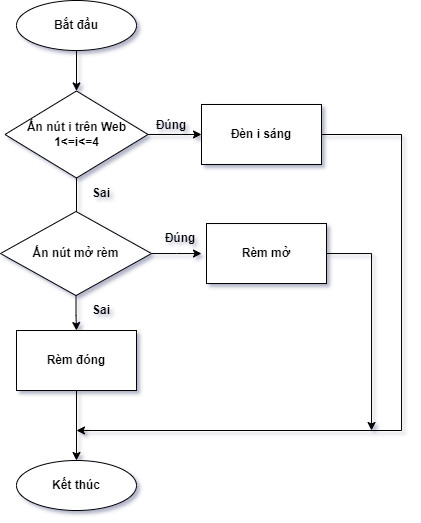 Bắt đầu
Ấn nút i trên Web
1<=i<=4
Đúng
Đèn i sáng
Sai
Ấn nút mở rèm
Đúng
Rèm mở
Sai
Rèm đóng
Kết thúc